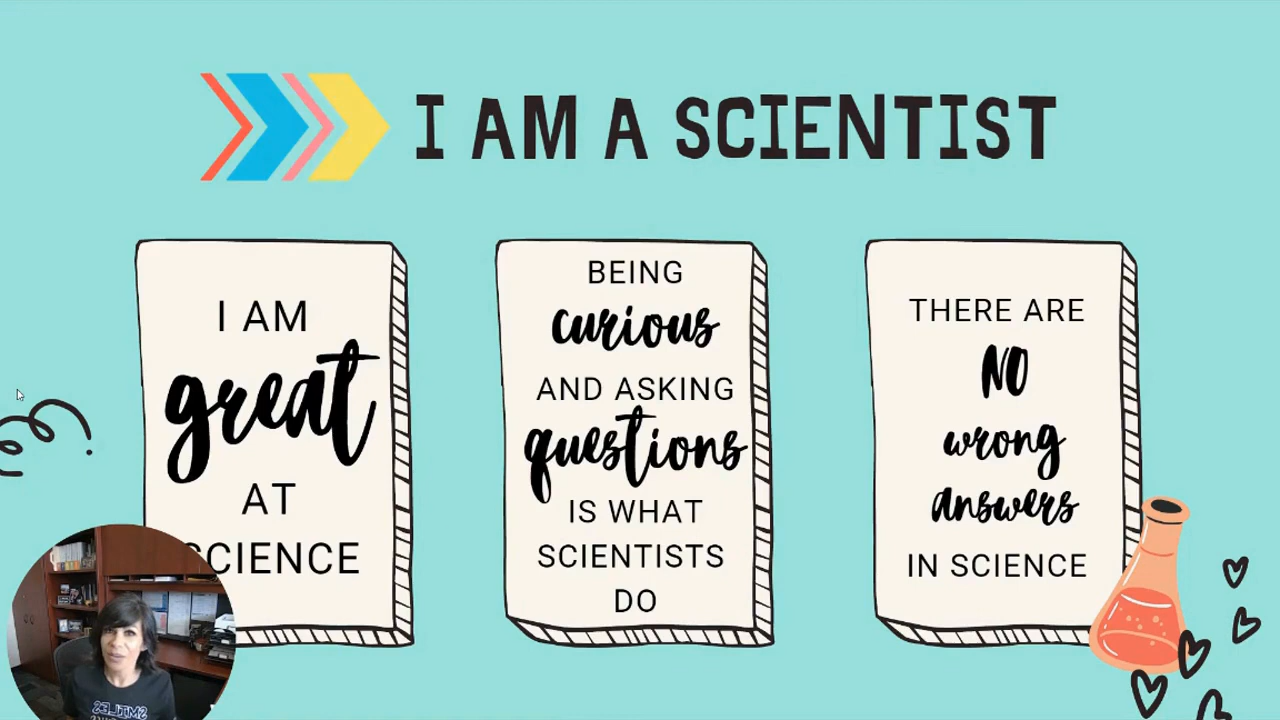 I AM A SCIENTIST
I AM
great
AT
SCIENCE
BEING
curious
AND ASKING
questions
IS WHAT
SCIENTISTS
DO
THERE ARE
NO
wrong
answers
IN SCIENCE